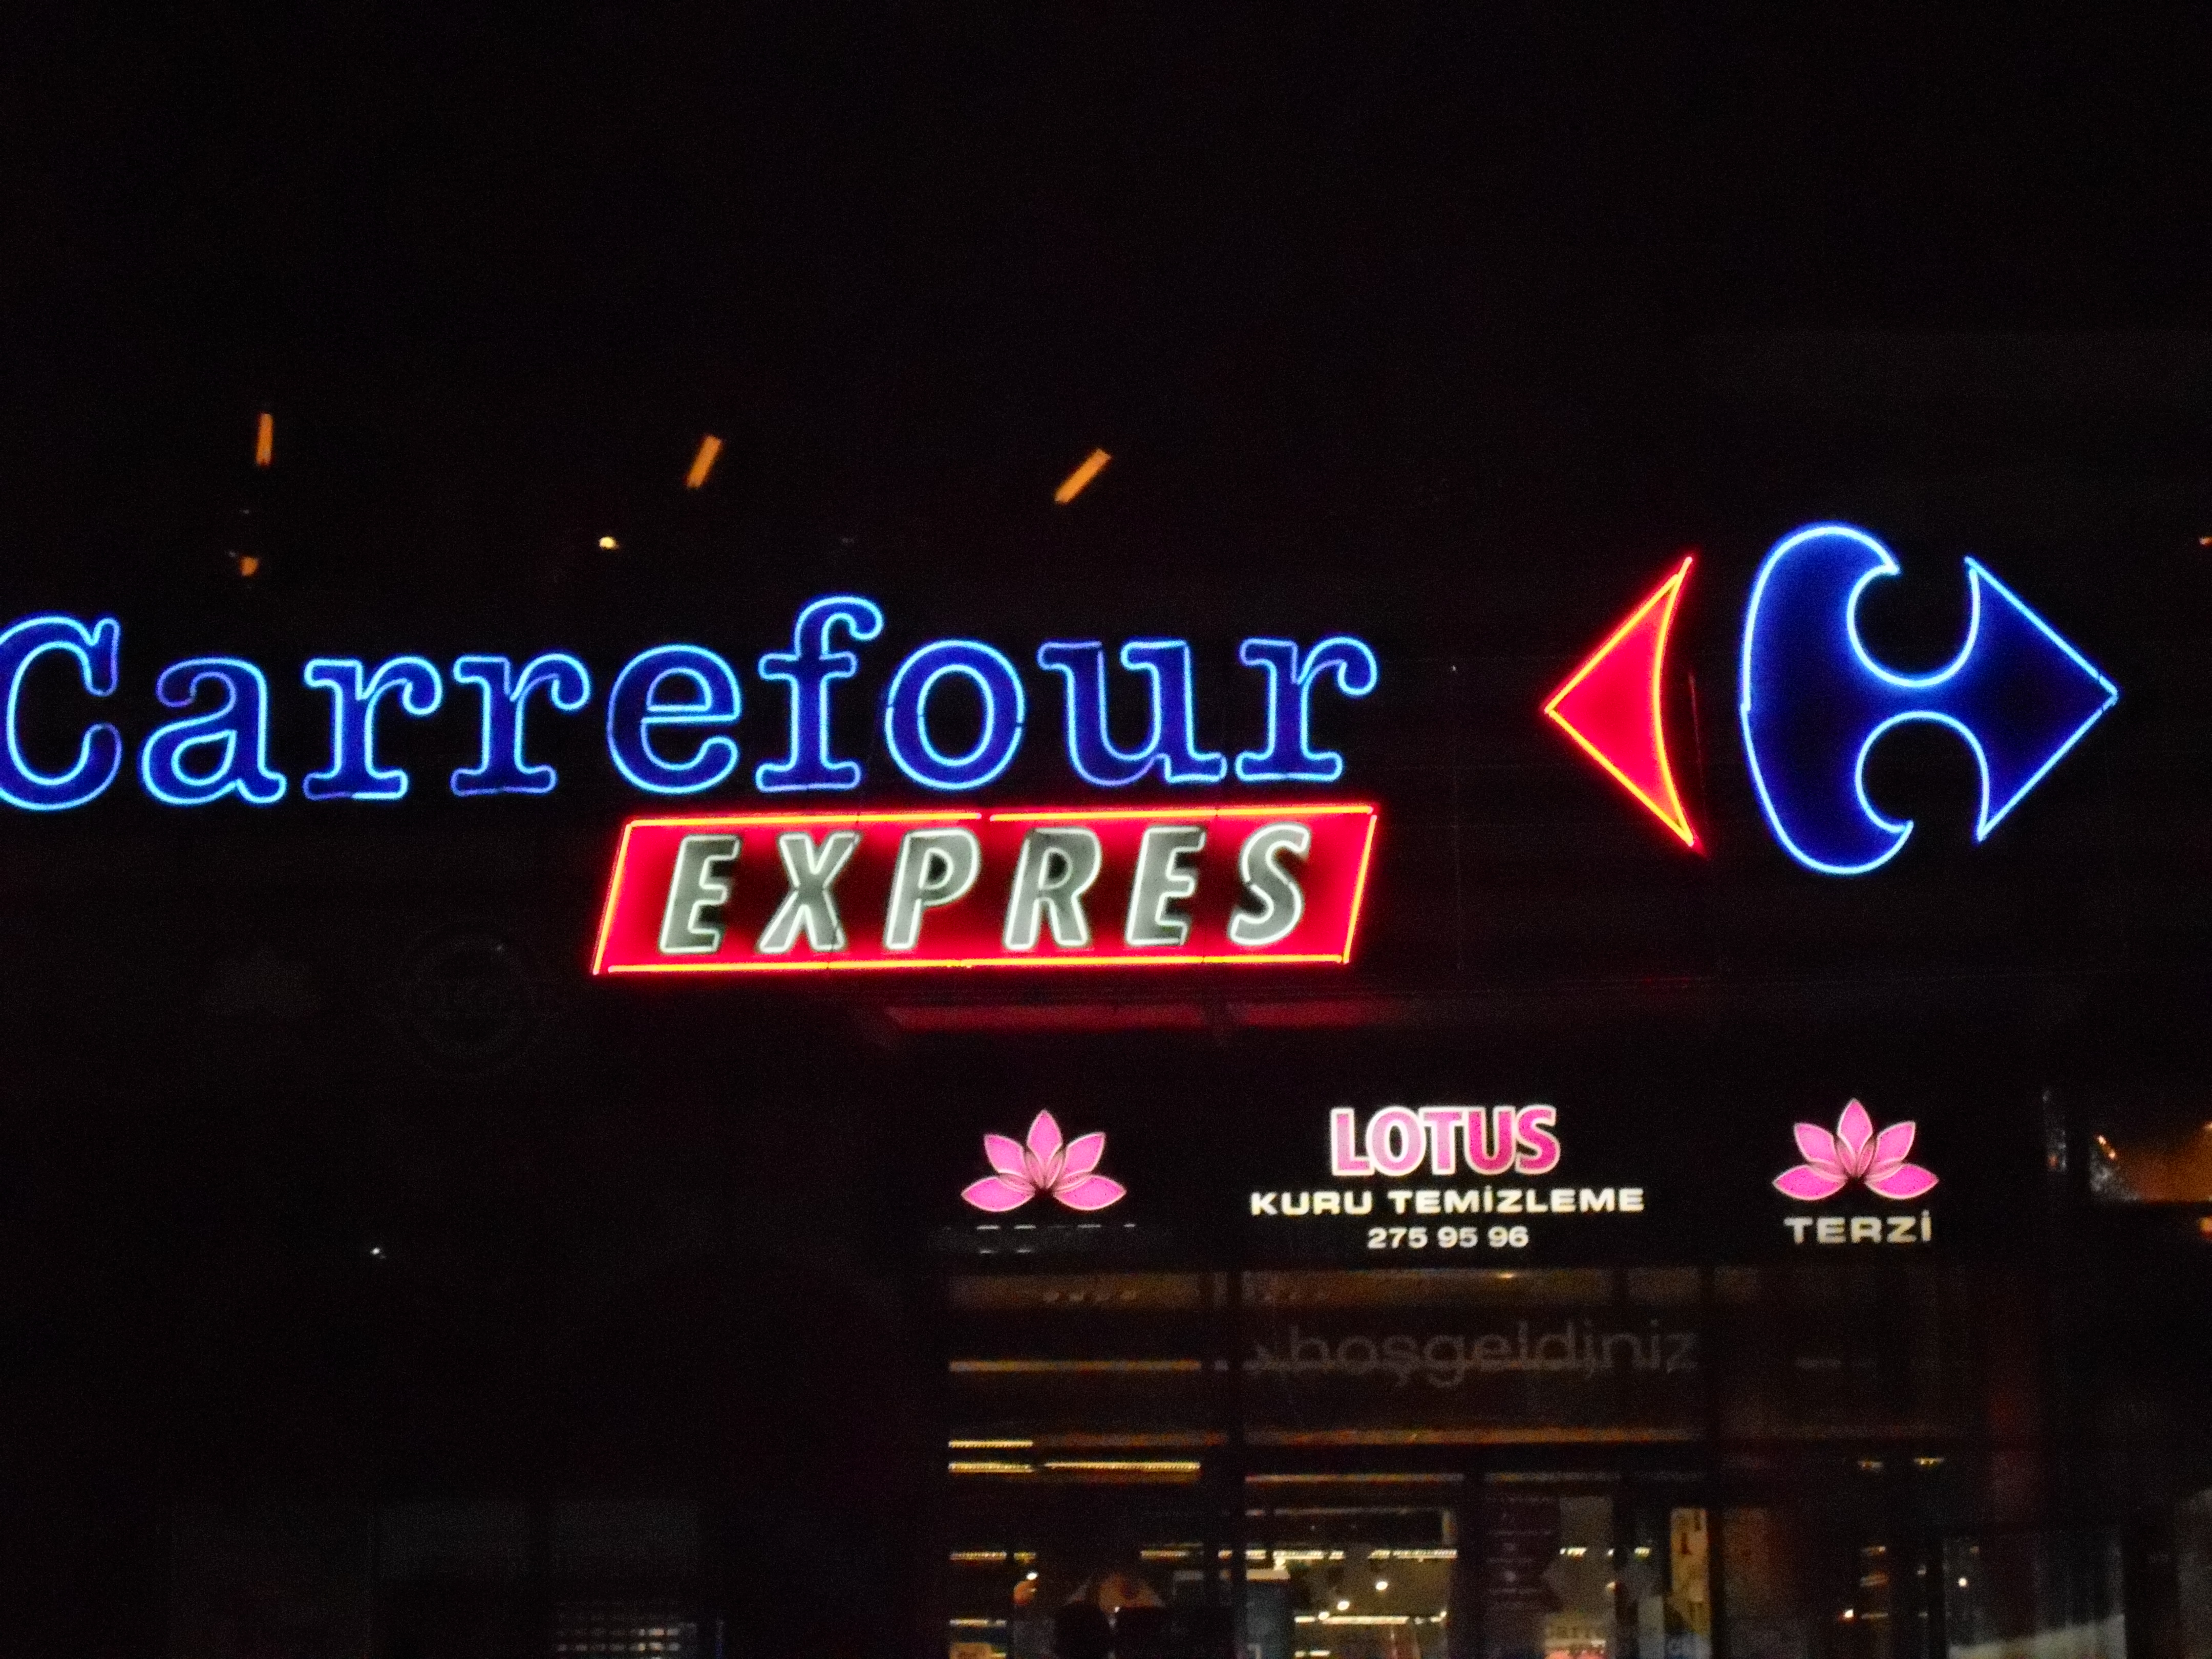 Carrefour
EXPRES
LOTUS
KURU TEMİZLEME
275 95 96
TERZİ
hoşgeldiniz